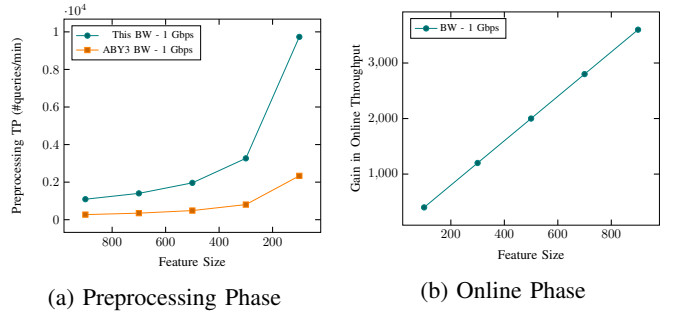 ·10⁴
This BW - 1 Gbps
ABY3 BW - 1 Gbps
1
0.8
0.6
0.4
0.2
0
Preprocessing TP (#queries/min)
800 600 400 200
Feature Size
(a) Preprocessing Phase
BW - 1 Gbps
3,000
2,000
1,000
Gain in Online Throughput
200 400 600 800
Feature Size
(b) Online Phase